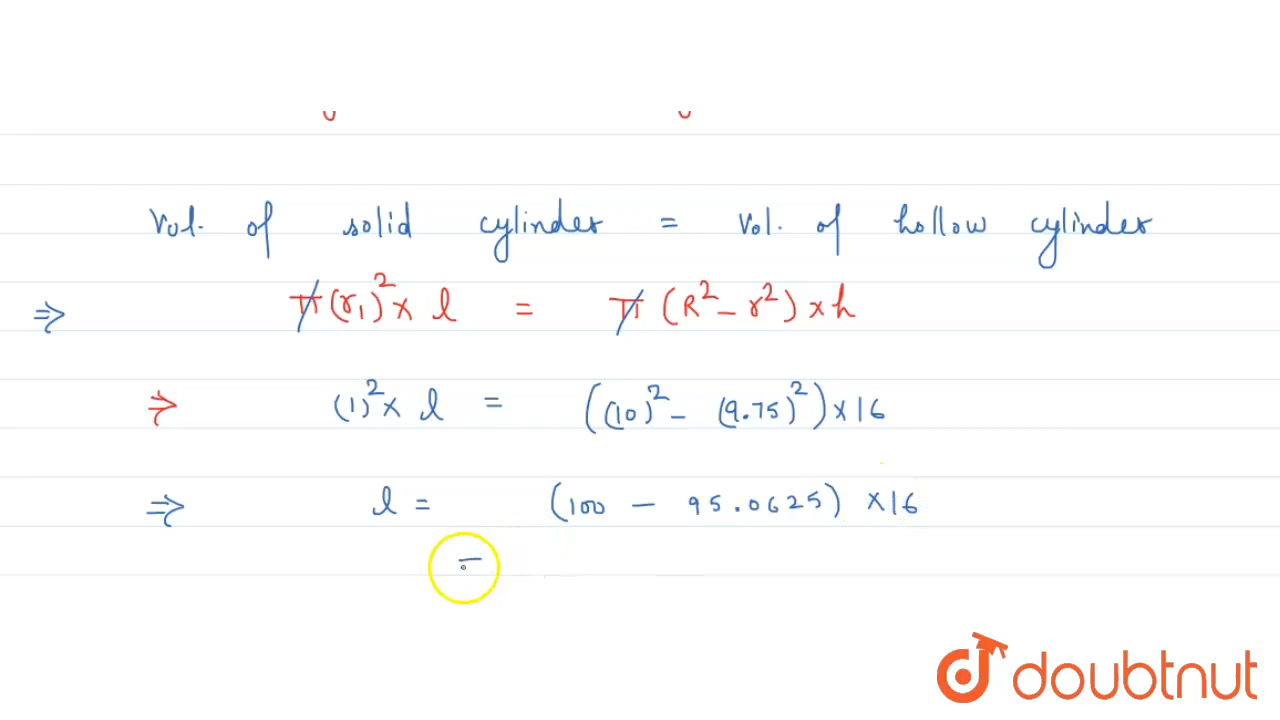 Vol. of solid cylinder = Vol. of hollow cylinder
⇒ π(r₁)² × l = π (R² - r²) × h
⇒ (1)² × l = ((10)² - (9.75)²) × 16
⇒ l = (100 - 95.0625) × 16
=
doubtnut